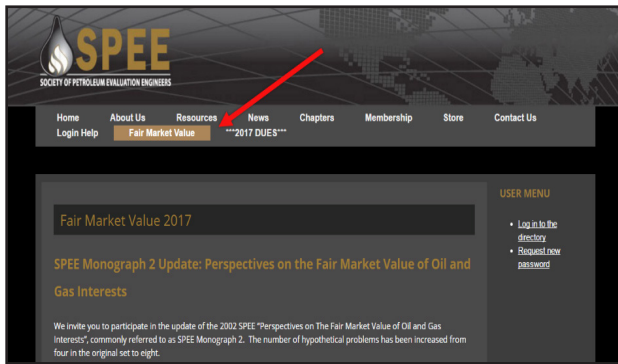 SPEE
SOCIETY OF PETROLEUM EVALUATION ENGINEERS
Home About Us Resources News Chapters Membership Store Contact Us
Login Help Fair Market Value ***2017 DUES***
USER MENU
Log in to the
directory
Request new
password
Fair Market Value 2017
SPEE Monograph 2 Update: Perspectives on the Fair Market Value of Oil and
Gas Interests
We invite you to participate in the update of the 2002 SPEE "Perspectives on The Fair Market Value of Oil and Gas
Interests", commonly referred to as SPEE Monograph 2. The number of hypothetical problems has been increased from
four in the original set to eight.